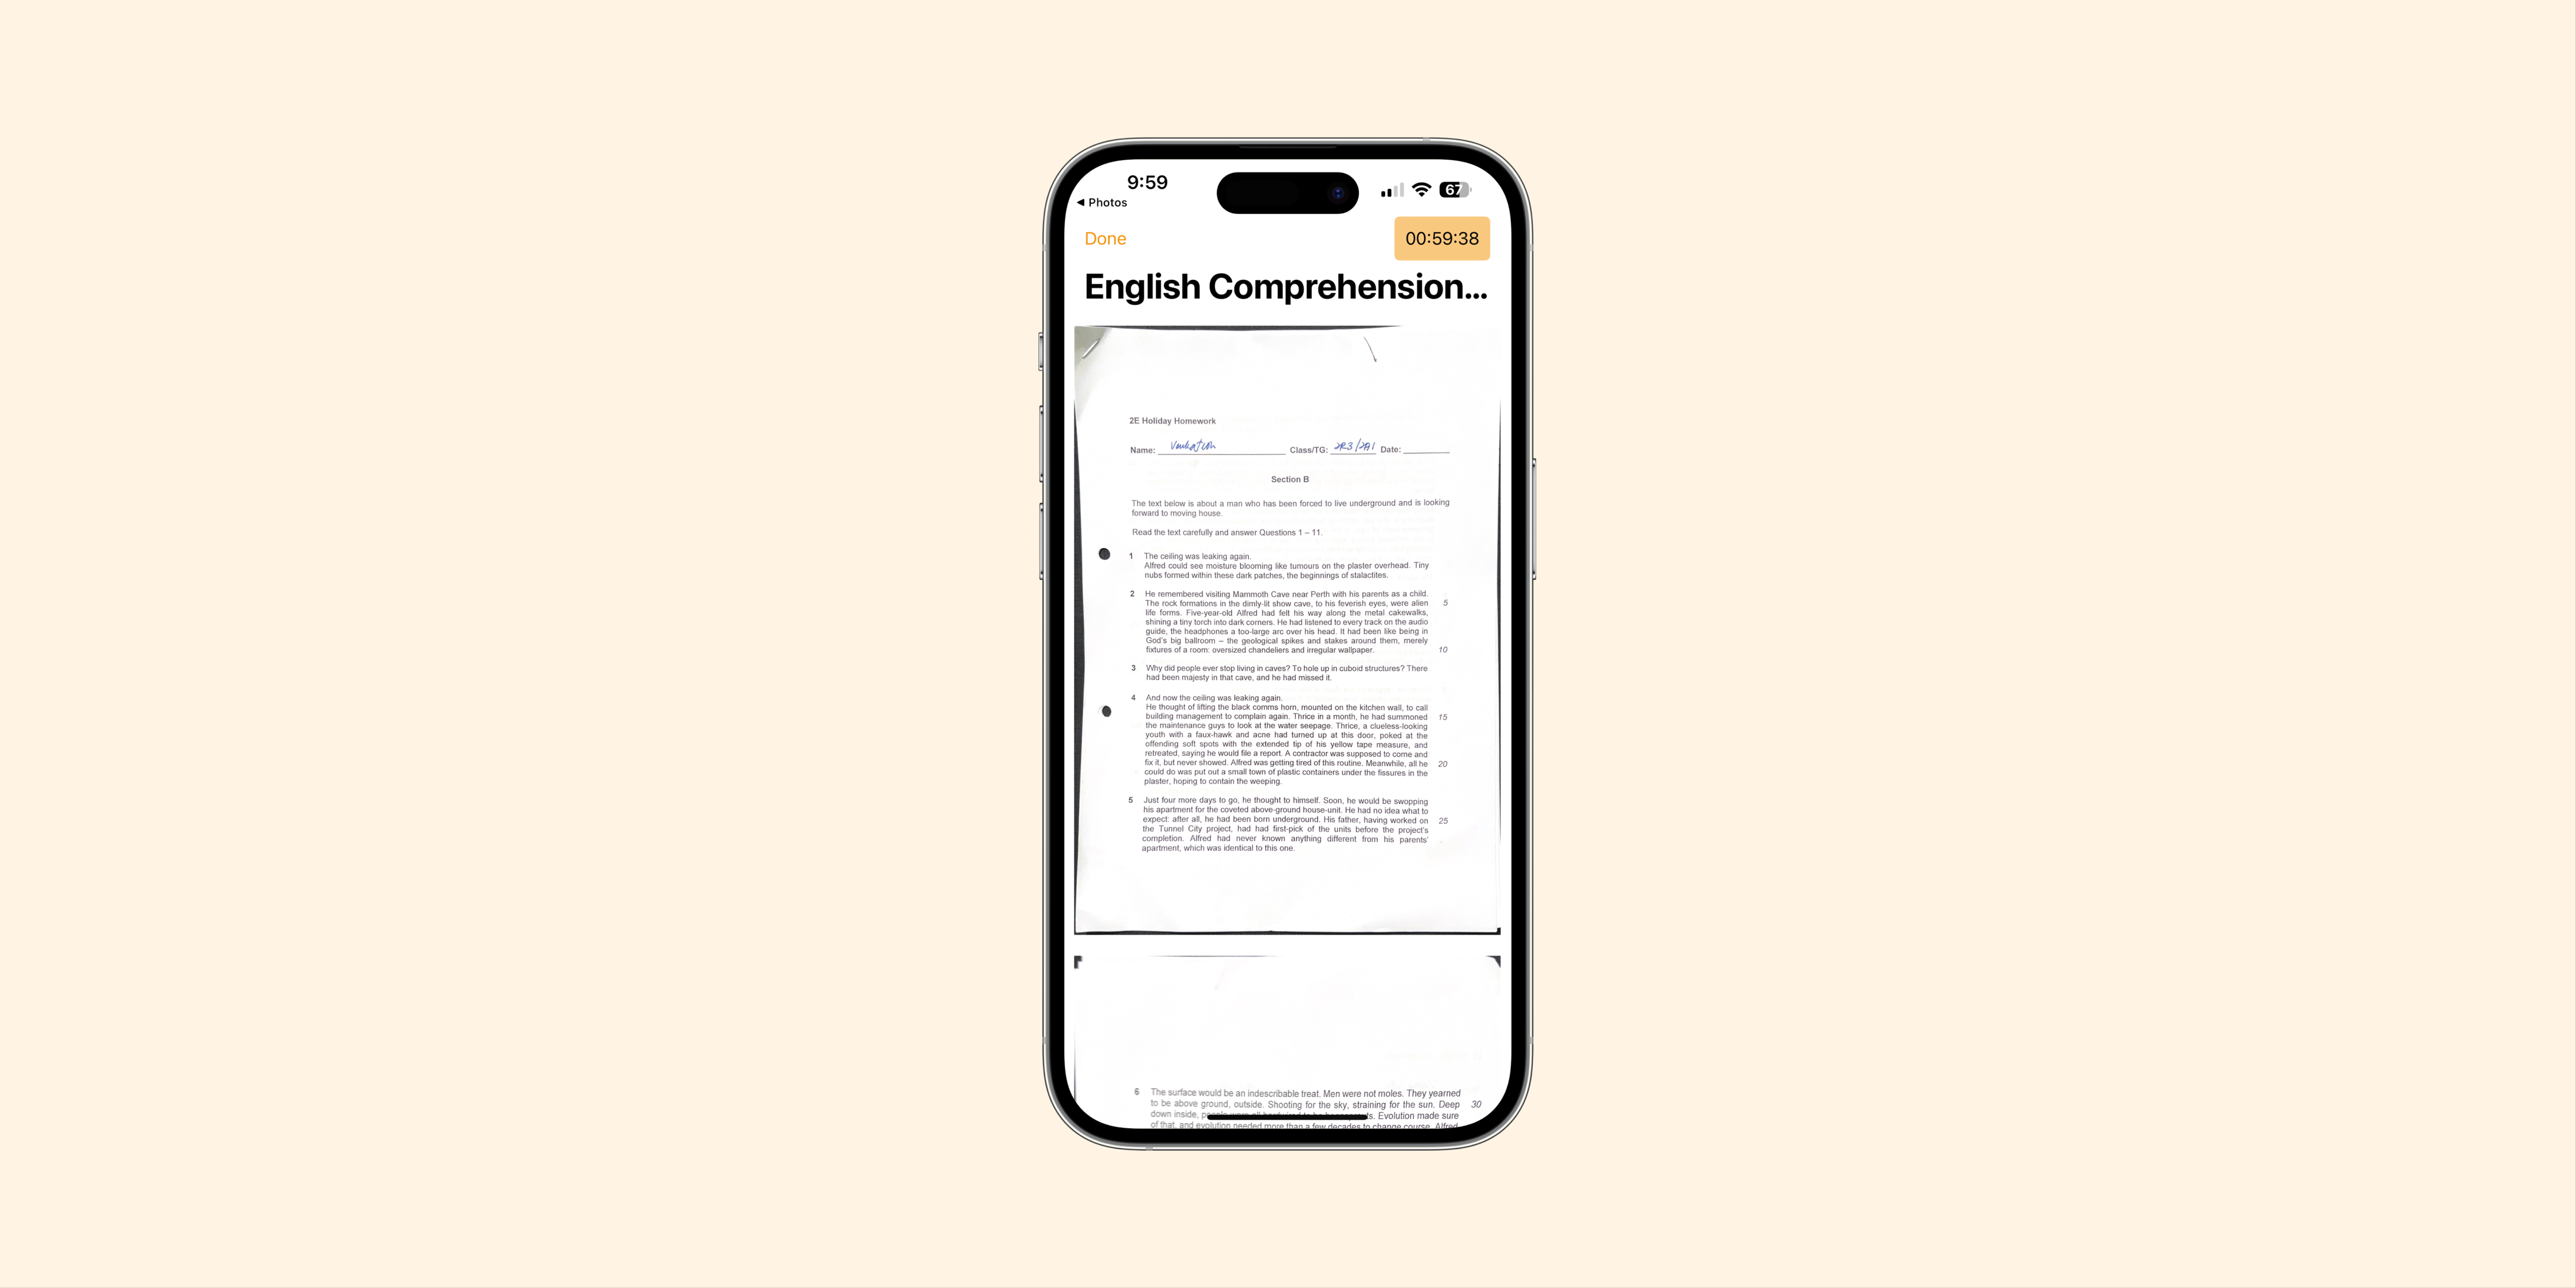 9:59
67
Photos
Done
00:59:38
English Comprehension...
2E Holiday Homework
Name: Class/TG: 2R3/2A1 Date:
Section B
The text below is about a man who has been forced to live underground and is looking
forward to moving house.
Read the text carefully and answer Questions 1 – 11.
1 The ceiling was leaking again.
Alfred could see moisture blooming like tumours on the plaster overhead. Tiny
nubs formed within these dark patches, the beginnings of stalactites.
2 He remembered visiting Mammoth Cave near Perth with his parents as a child.
The rock formations in the dimly-lit show cave, to his feverish eyes, were alien 5
life forms. Five-year-old Alfred had felt his way along the metal cakewalks,
shining a tiny torch into dark corners. He had listened to every track on the audio
guide, the headphones a too-large arc over his head. It had been like being in
God's big ballroom – the geological spikes and stakes around them, merely
fixtures of a room: oversized chandeliers and irregular wallpaper. 10
3 Why did people ever stop living in caves? To hole up in cuboid structures? There
had been majesty in that cave, and he had missed it.
4 And now the ceiling was leaking again.
He thought of lifting the black comms horn, mounted on the kitchen wall, to call
building management to complain again. Thrice in a month, he had summoned 15
the maintenance guys to look at the water seepage. Thrice, a clueless-looking
youth with a faux-hawk and acne had turned up at this door, poked at the
offending soft spots with the extended tip of his yellow tape measure, and
retreated, saying he would file a report. A contractor was supposed to come and
fix it, but never showed. Alfred was getting tired of this routine. Meanwhile, all he 20
could do was put out a small town of plastic containers under the fissures in the
plaster, hoping to contain the weeping.
5 Just four more days to go, he thought to himself. Soon, he would be swopping
his apartment for the coveted above-ground house-unit. He had no idea what to
expect: after all, he had been born underground. His father, having worked on 25
the Tunnel City project, had had first-pick of the units before the project's
completion. Alfred had never known anything different from his parents'
apartment, which was identical to this one.
6 The surface would be an indescribable treat. Men were not moles. They yearned
to be above ground, outside. Shooting for the sky, straining for the sun. Deep 30
down inside, Evolution made sure
of that, and evolution needed more than a few decades to change course. Alfred